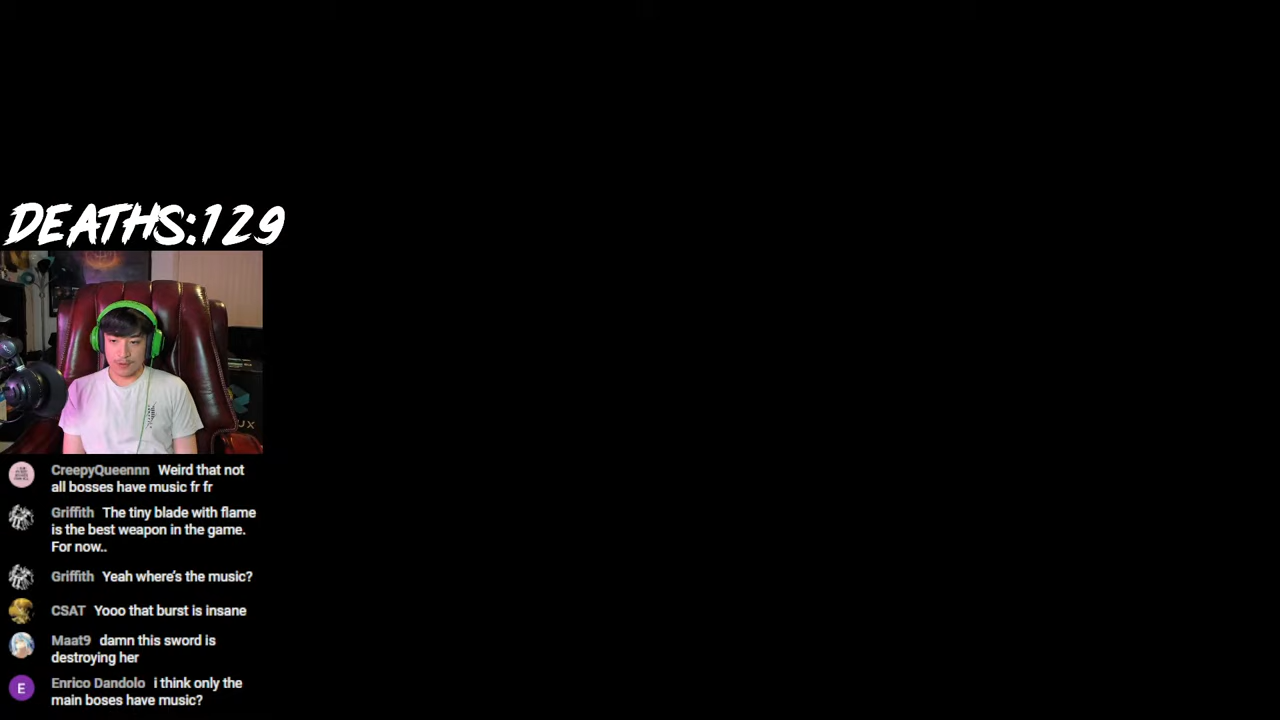 DEATHS:129
CreepyQueennn Weird that not
all bosses have music fr fr
Griffith The tiny blade with flame
is the best weapon in the game.
For now..
Griffith Yeah where's the music?
CSAT Yooo that burst is insane
Maat9 damn this sword is
destroying her
E
Enrico Dandolo i think only the
main boses have music?